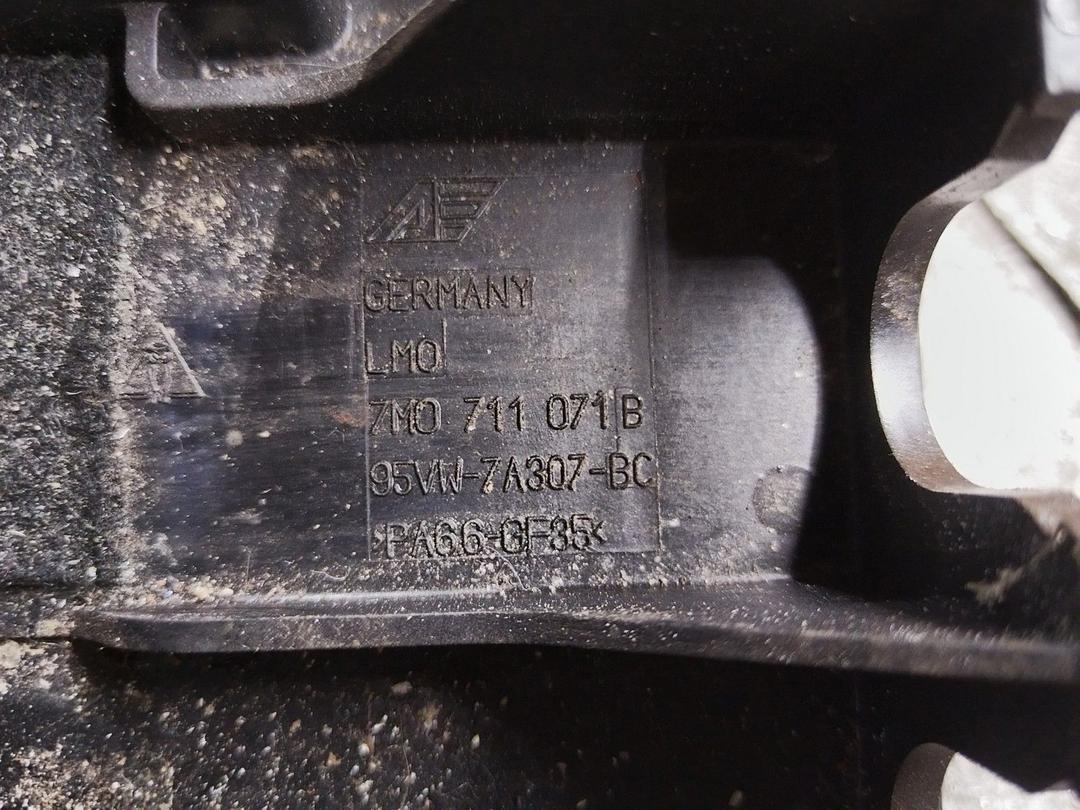 GERMANY
LMO
7M0 711 071 B
95VW-7A307-BC
>PA66-GF35<